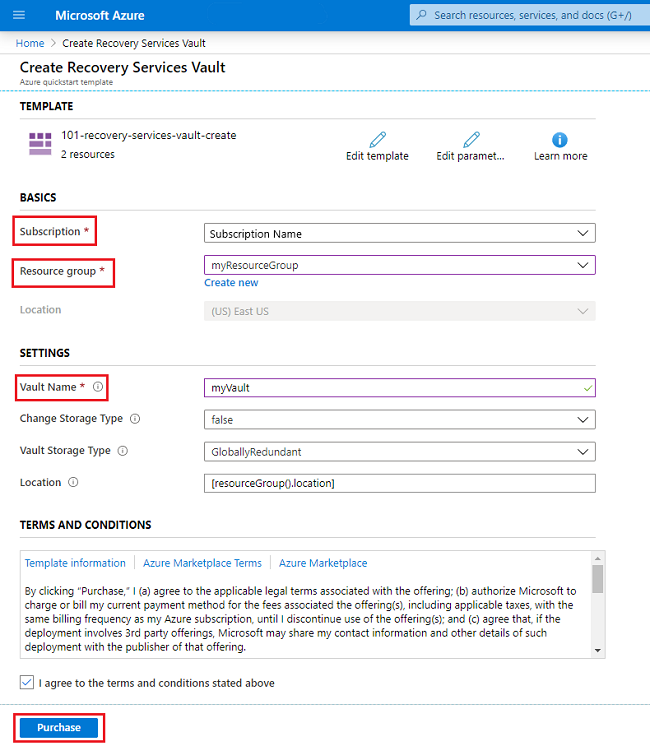 Microsoft Azure
Search resources, services, and docs (G+/)
Home > Create Recovery Services Vault
Create Recovery Services Vault
Azure quickstart template
TEMPLATE
101-recovery-services-vault-create
2 resources
Edit template
Edit paramet...
Learn more
BASICS
Subscription *
Subscription Name
Resource group *
myResourceGroup
Create new
Location
(US) East US
SETTINGS
Vault Name *
myVault
Change Storage Type
false
Vault Storage Type
GloballyRedundant
Location
[resourceGroup().location]
TERMS AND CONDITIONS
Template information | Azure Marketplace Terms | Azure Marketplace
By clicking “Purchase,” I (a) agree to the applicable legal terms associated with the offering; (b) authorize Microsoft to
charge or bill my current payment method for the fees associated the offering(s), including applicable taxes, with the
same billing frequency as my Azure subscription, until I discontinue use of the offering(s); and (c) agree that, if the
deployment involves 3rd party offerings, Microsoft may share my contact information and other details of such
deployment with the publisher of that offering.
I agree to the terms and conditions stated above
Purchase